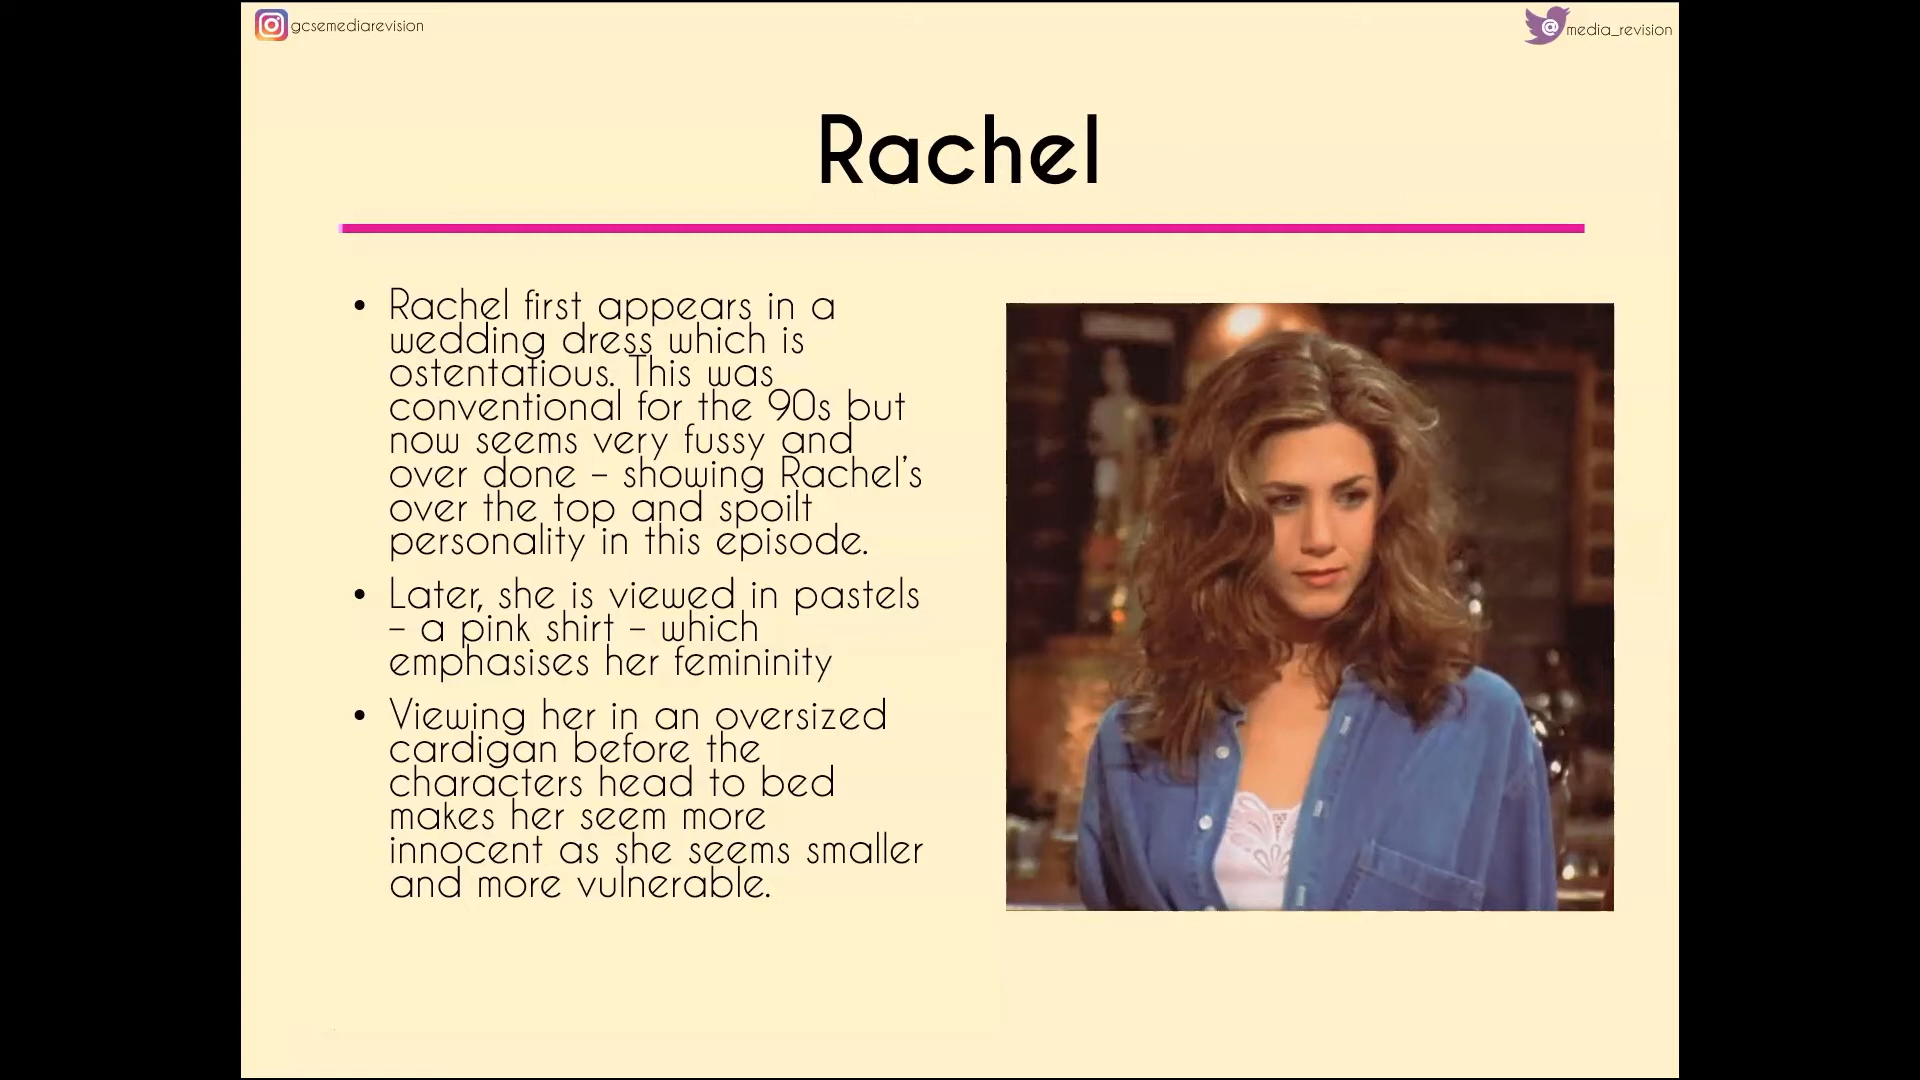 gcsemediarevision
@media_revision
Rachel
• Rachel first appears in a
wedding dress which is
ostentatious. This was
conventional for the 90s but
now seems very fussy and
over done – showing Rachel's
over the top and spoilt
personality in this episode.
• Later, she is viewed in pastels
– a pink shirt – which
emphasises her femininity
• Viewing her in an oversized
cardigan before the
characters head to bed
makes her seem more
innocent as she seems smaller
and more vulnerable.